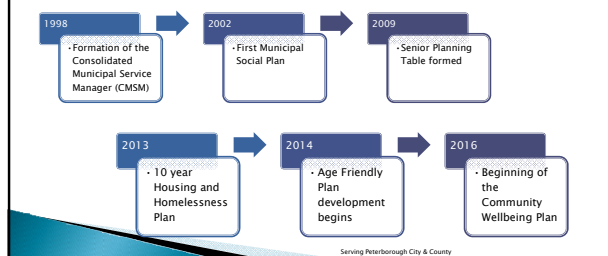 1998
• Formation of the
Consolidated
Municipal Service
Manager (CMSM)
2002
• First Municipal
Social Plan
2009
• Senior Planning
Table formed
2013
• 10 year
Housing and
Homelessness
Plan
2014
• Age Friendly
Plan
development
begins
2016
• Beginning of
the
Community
Wellbeing Plan
Serving Peterborough City & County